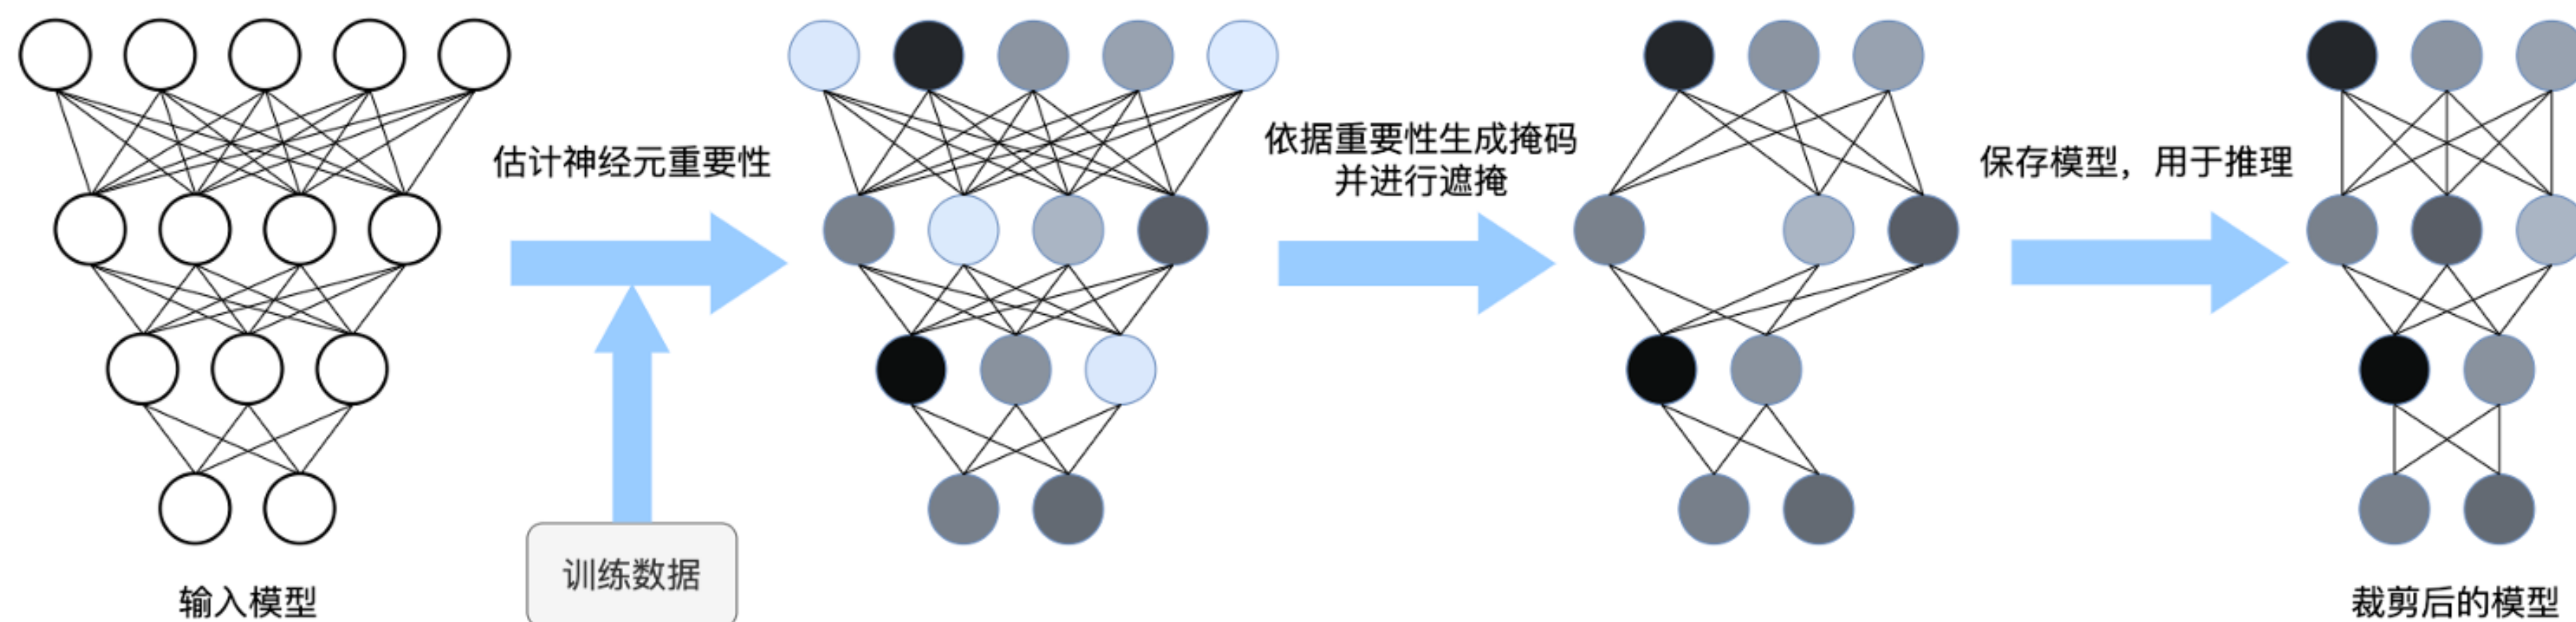 估计神经元重要性
依据重要性生成掩码
并进行遮掩
保存模型，用于推理
训练数据
输入模型
裁剪后的模型